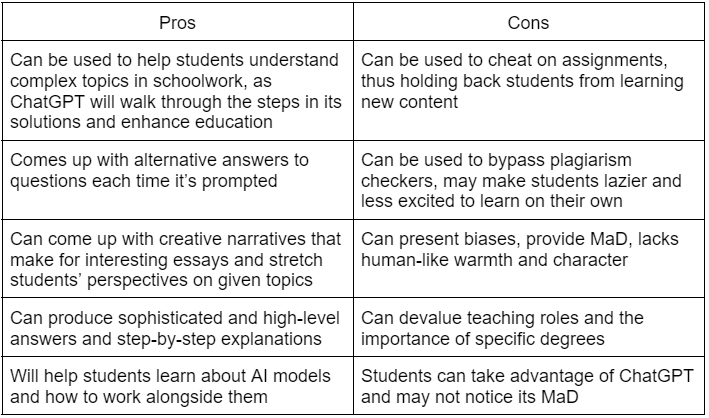 Pros
Cons
Can be used to help students understand
complex topics in schoolwork, as
ChatGPT will walk through the steps in its
solutions and enhance education
Can be used to cheat on assignments,
thus holding back students from learning
new content
Comes up with alternative answers to
questions each time it’s prompted
Can be used to bypass plagiarism
checkers, may make students lazier and
less excited to learn on their own
Can come up with creative narratives that
make for interesting essays and stretch
students’ perspectives on given topics
Can present biases, provide MaD, lacks
human-like warmth and character
Can produce sophisticated and high-level
answers and step-by-step explanations
Can devalue teaching roles and the
importance of specific degrees
Will help students learn about AI models
and how to work alongside them
Students can take advantage of ChatGPT
and may not notice its MaD